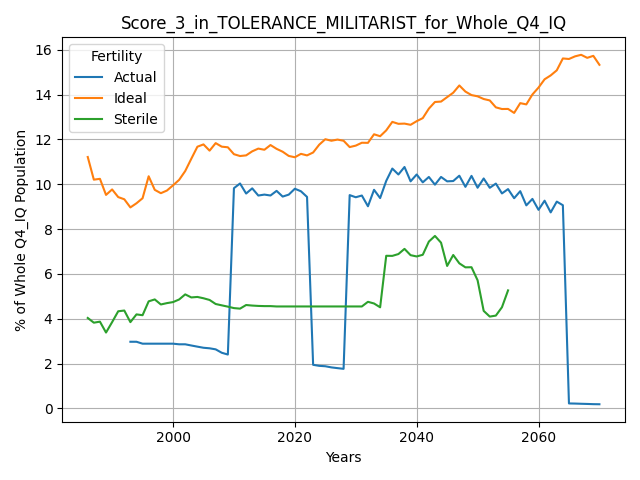 Score_3_in_TOLERANCE_MILITARIST_for_Whole_Q4_IQ
Fertility
Actual
Ideal
Sterile
% of Whole Q4_IQ Population
16
14
12
10
8
6
4
2
0
2000 2020 2040 2060
Years